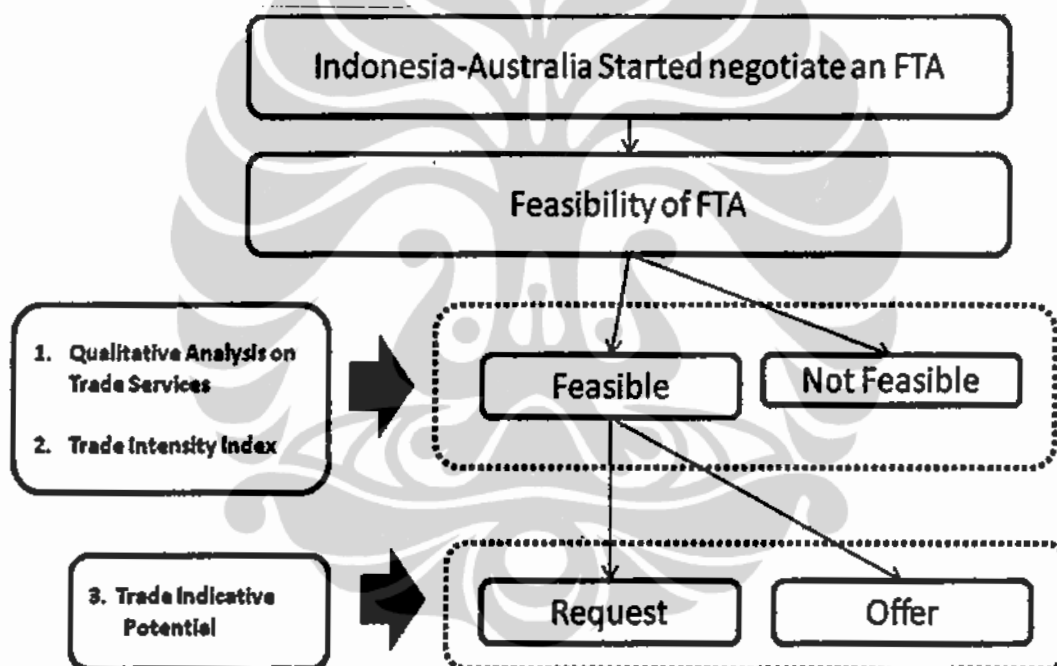 Indonesia-Australia Started negotiate an FTA
Feasibility of FTA
1. Qualitative Analysis on
Trade Services
2. Trade Intensity Index
Feasible
Not Feasible
3. Trade Indicative
Potential
Request
Offer